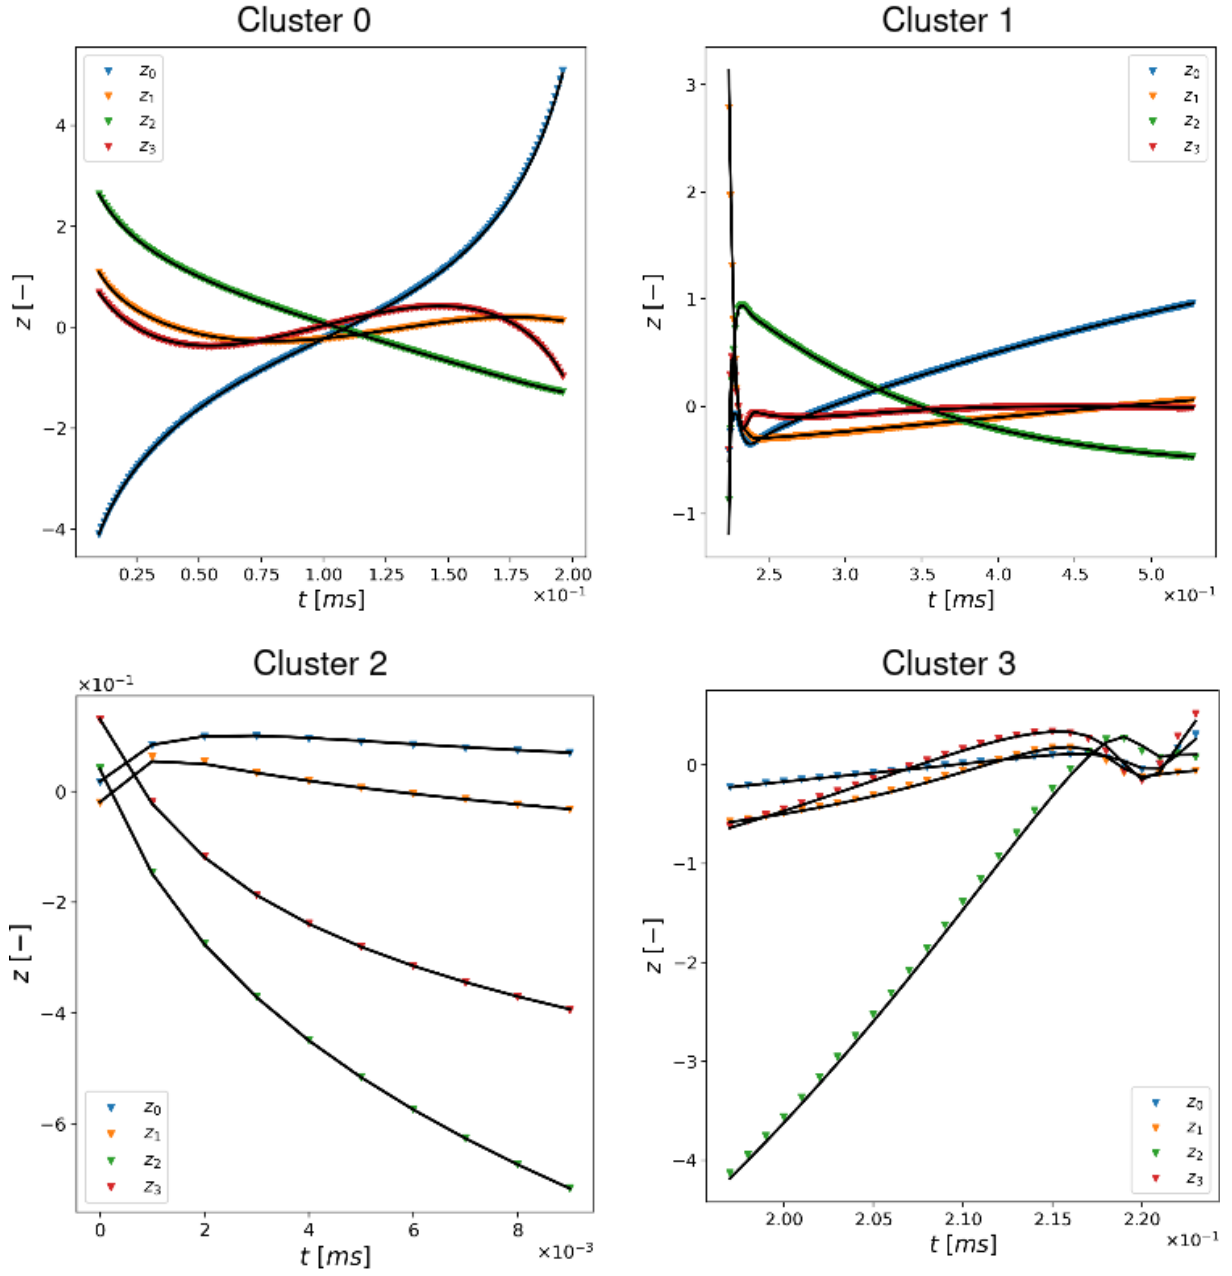 Cluster 0
z0
z1
z2
z3
4
2
0
−2
−4
z [−]
0.25 0.50 0.75 1.00 1.25 1.50 1.75 2.00
×10−1
t [ms]
Cluster 1
z0
z1
z2
z3
3
2
1
0
−1
z [−]
2.5 3.0 3.5 4.0 4.5 5.0
×10−1
t [ms]
Cluster 2
×10−1
0
−2
−4
−6
z [−]
z0
z1
z2
z3
0 2 4 6 8
×10−3
t [ms]
Cluster 3
0
−1
−2
−3
−4
z [−]
z0
z1
z2
z3
2.00 2.05 2.10 2.15 2.20
×10−1
t [ms]